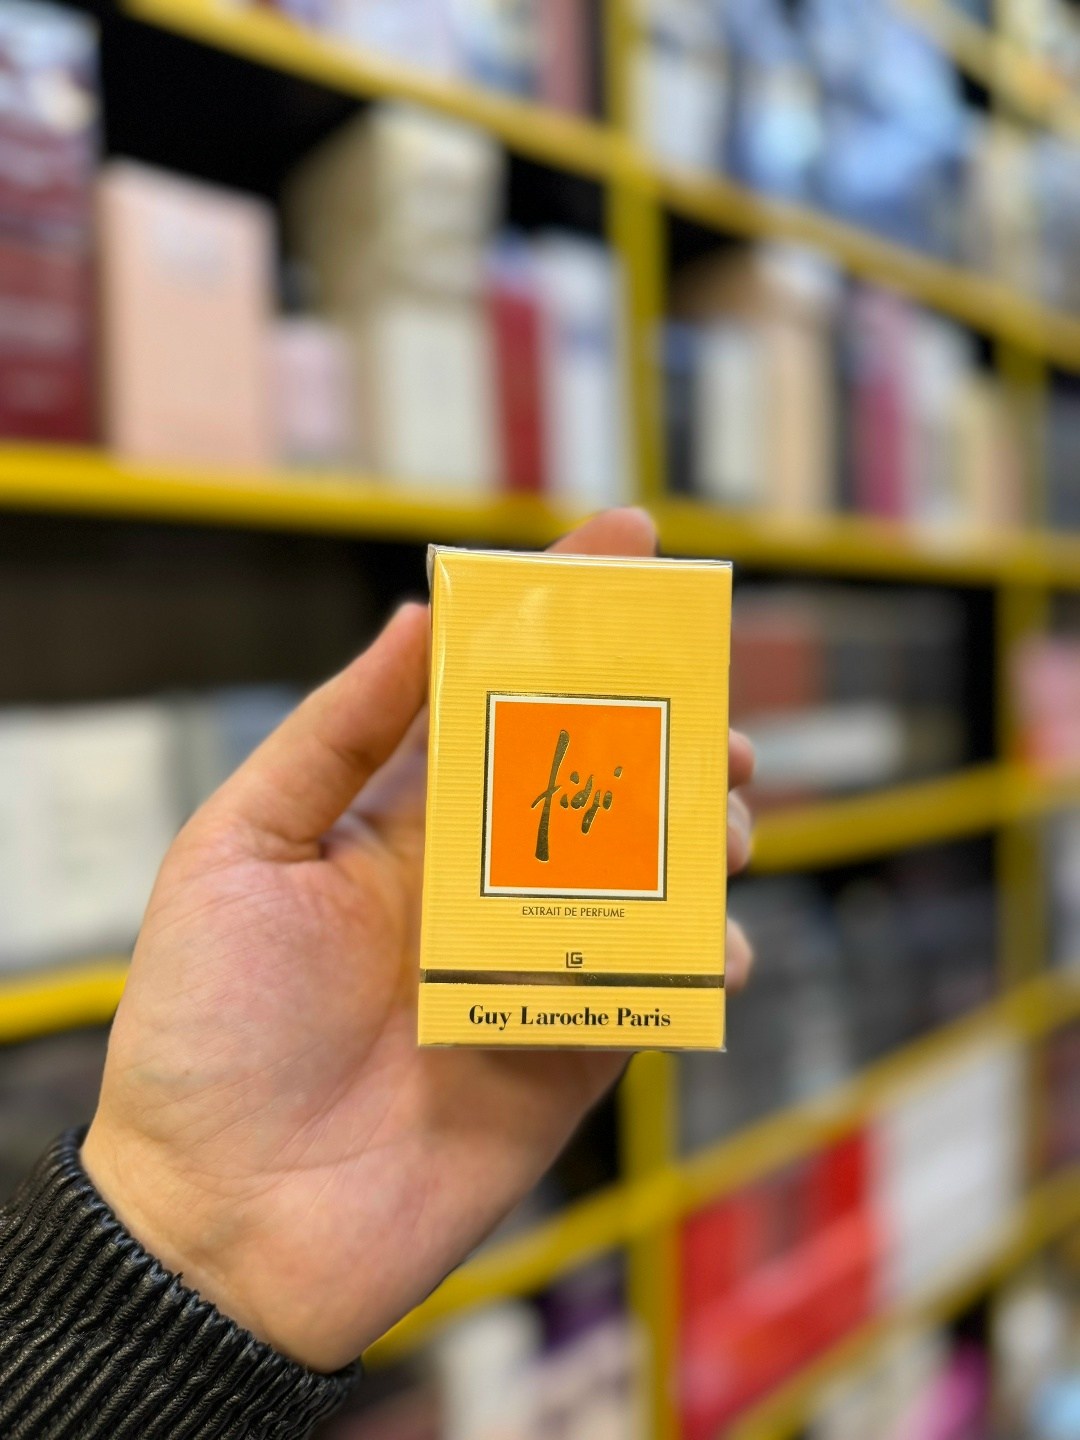 fidji
EXTRAIT DE PERFUME
LG
Guy Laroche Paris